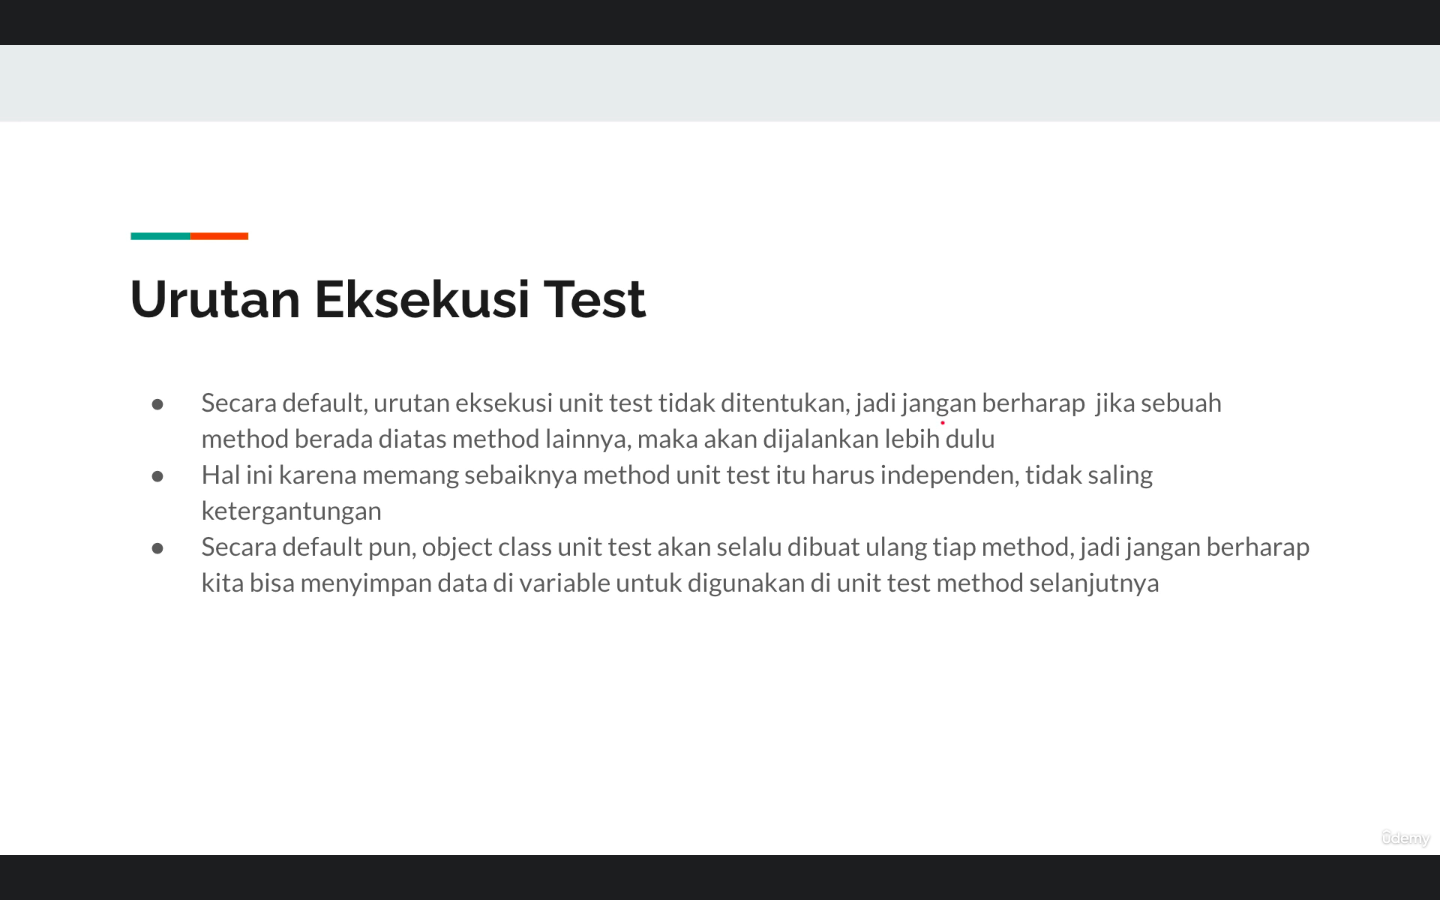 Urutan Eksekusi Test
● Secara default, urutan eksekusi unit test tidak ditentukan, jadi jangan berharap  jika sebuah
method berada diatas method lainnya, maka akan dijalankan lebih dulu
● Hal ini karena memang sebaiknya method unit test itu harus independen, tidak saling
ketergantungan
● Secara default pun, object class unit test akan selalu dibuat ulang tiap method, jadi jangan berharap
kita bisa menyimpan data di variable untuk digunakan di unit test method selanjutnya
ûdemy